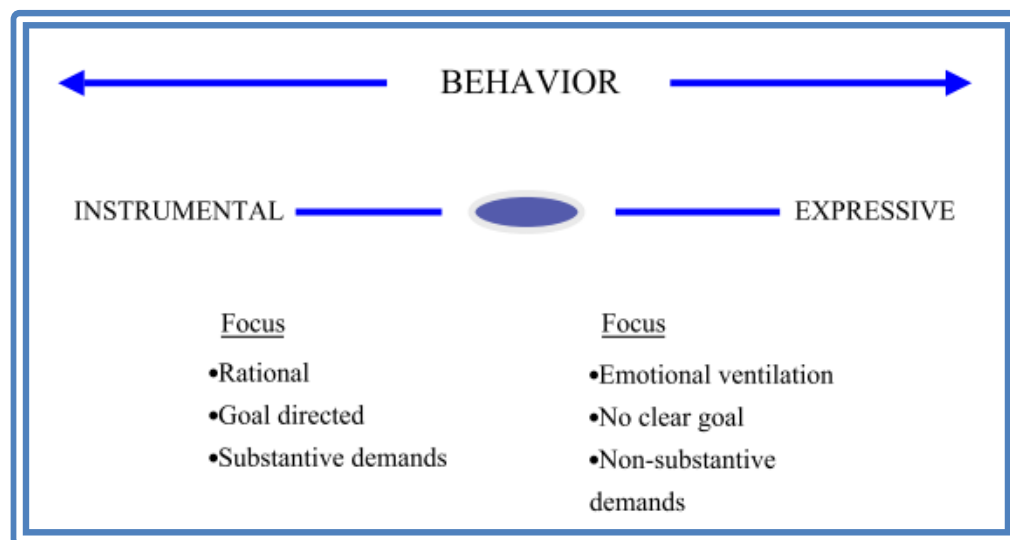 BEHAVIOR
INSTRUMENTAL
EXPRESSIVE
Focus
•Rational
•Goal directed
•Substantive demands
Focus
•Emotional ventilation
•No clear goal
•Non-substantive
demands